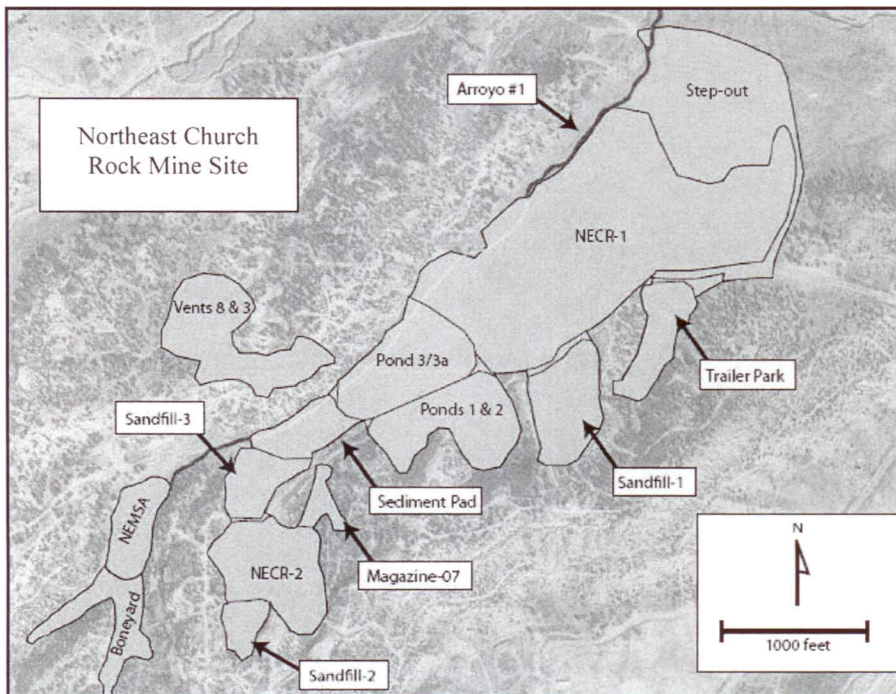 Northeast Church
Rock Mine Site
Arroyo #1
Step-out
NECR-1
Vents 8 & 3
Pond 3/3a
Trailer Park
Sandfill-3
Ponds 1 & 2
Sandfill-1
Sediment Pad
NEMSA
Magazine-07
NECR-2
Boneyard
Sandfill-2
N
1000 feet